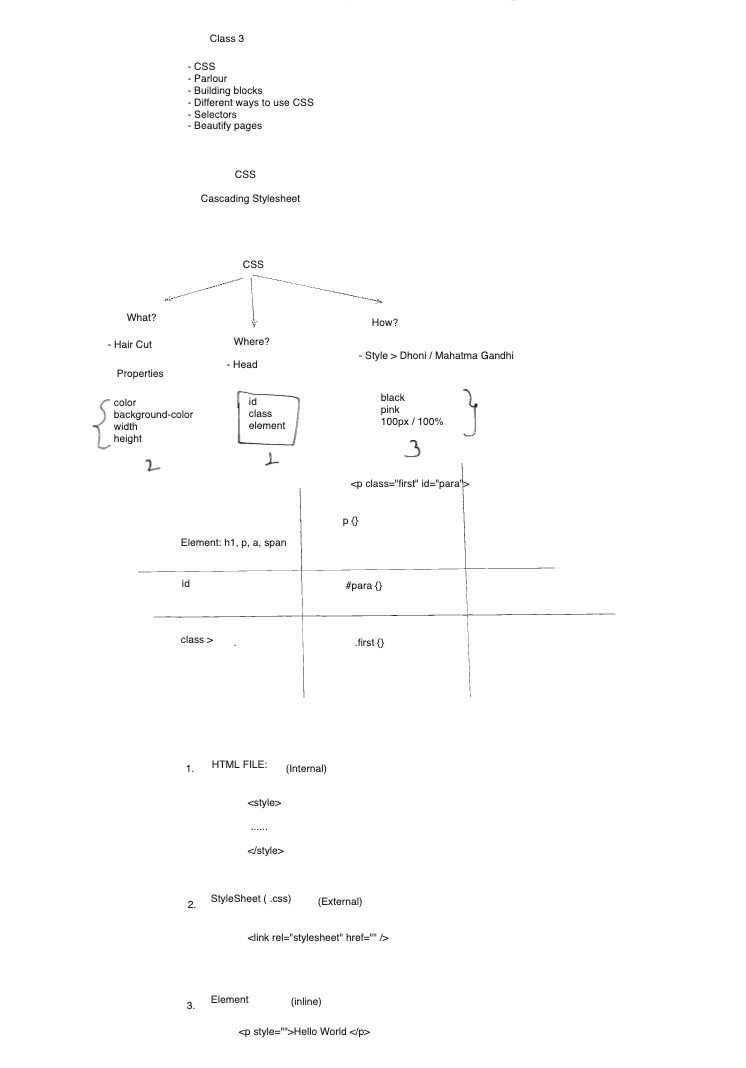 Class 3
- CSS
- Parlour
- Building blocks
- Different ways to use CSS
- Selectors
- Beautify pages
CSS
Cascading Stylesheet
CSS
What?
- Hair Cut
Properties
color
background-color
width
height
2
Where?
- Head
id
class
element
1
How?
- Style > Dhoni / Mahatma Gandhi
black
pink
100px / 100%
3
<p class="first" id="para">
p {}
Element: h1, p, a, span
id
#para {}
class > .
.first {}
1. HTML FILE: (Internal)
<style>
......
</style>
2. StyleSheet ( .css) (External)
<link rel="stylesheet" href="" />
3. Element (inline)
<p style="">Hello World </p>